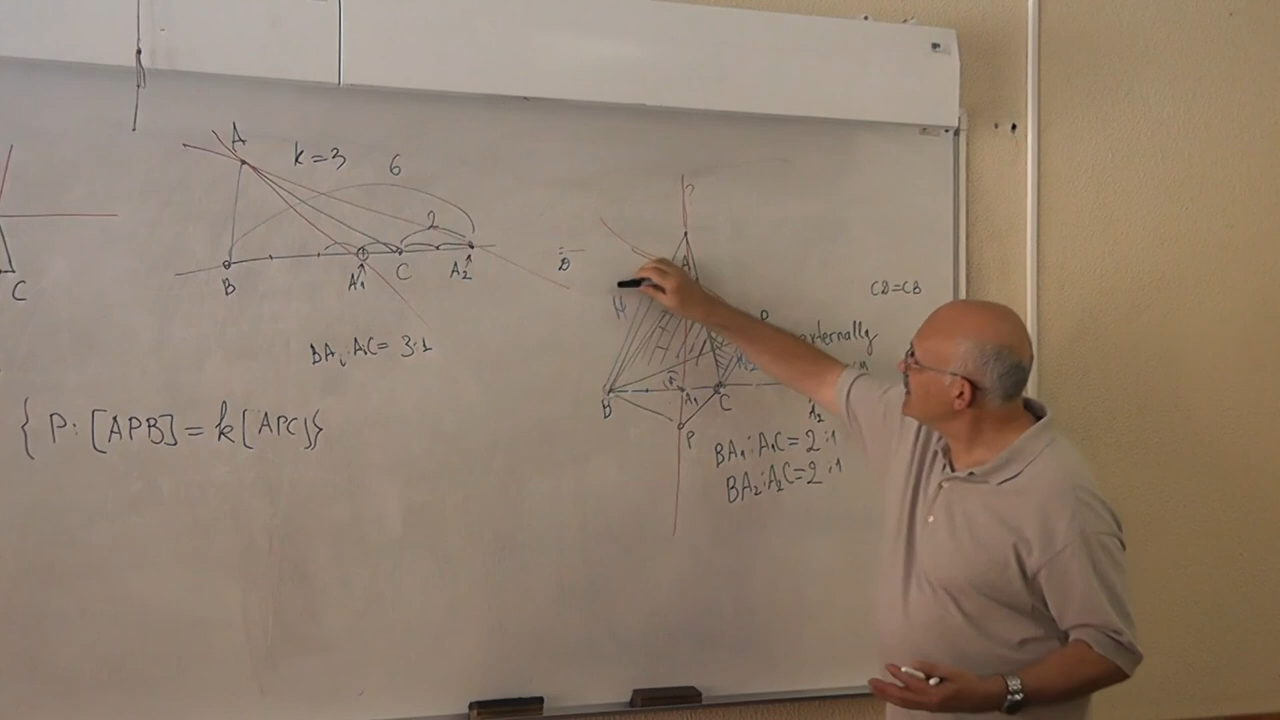 C
A
k=3
6
2
B
A₁
C
A₂
BA₁:A₁C= 3:1
{ P: [APB] = k[APC]}
D
?
A
H
CD=CB
externally
B
A₁
C
A₂
P
BA₁:A₁C=2:1
BA₂:A₂C=2:1